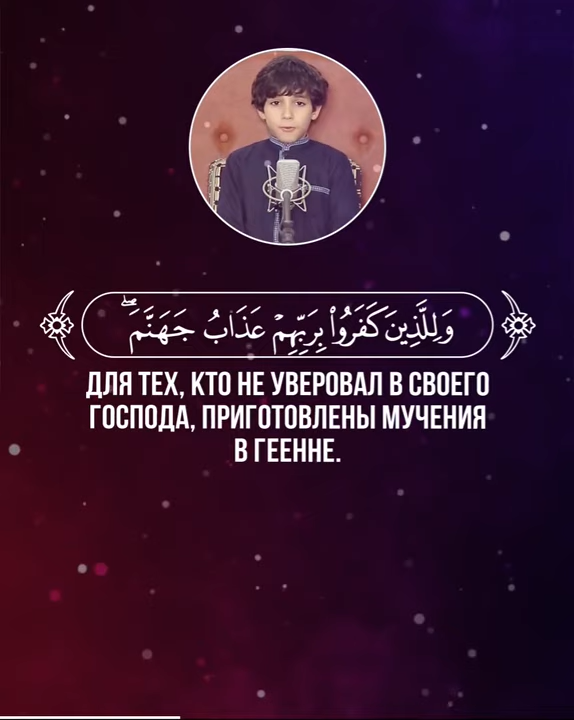 وَلِلَّذِينَ كَفَرُوا۟ بِرَبِّهِمْ عَذَابُ جَهَنَّمَ ۖ
ДЛЯ ТЕХ, КТО НЕ УВЕРОВАЛ В СВОЕГО
ГОСПОДА, ПРИГОТОВЛЕНЫ МУЧЕНИЯ
В ГЕЕННЕ.